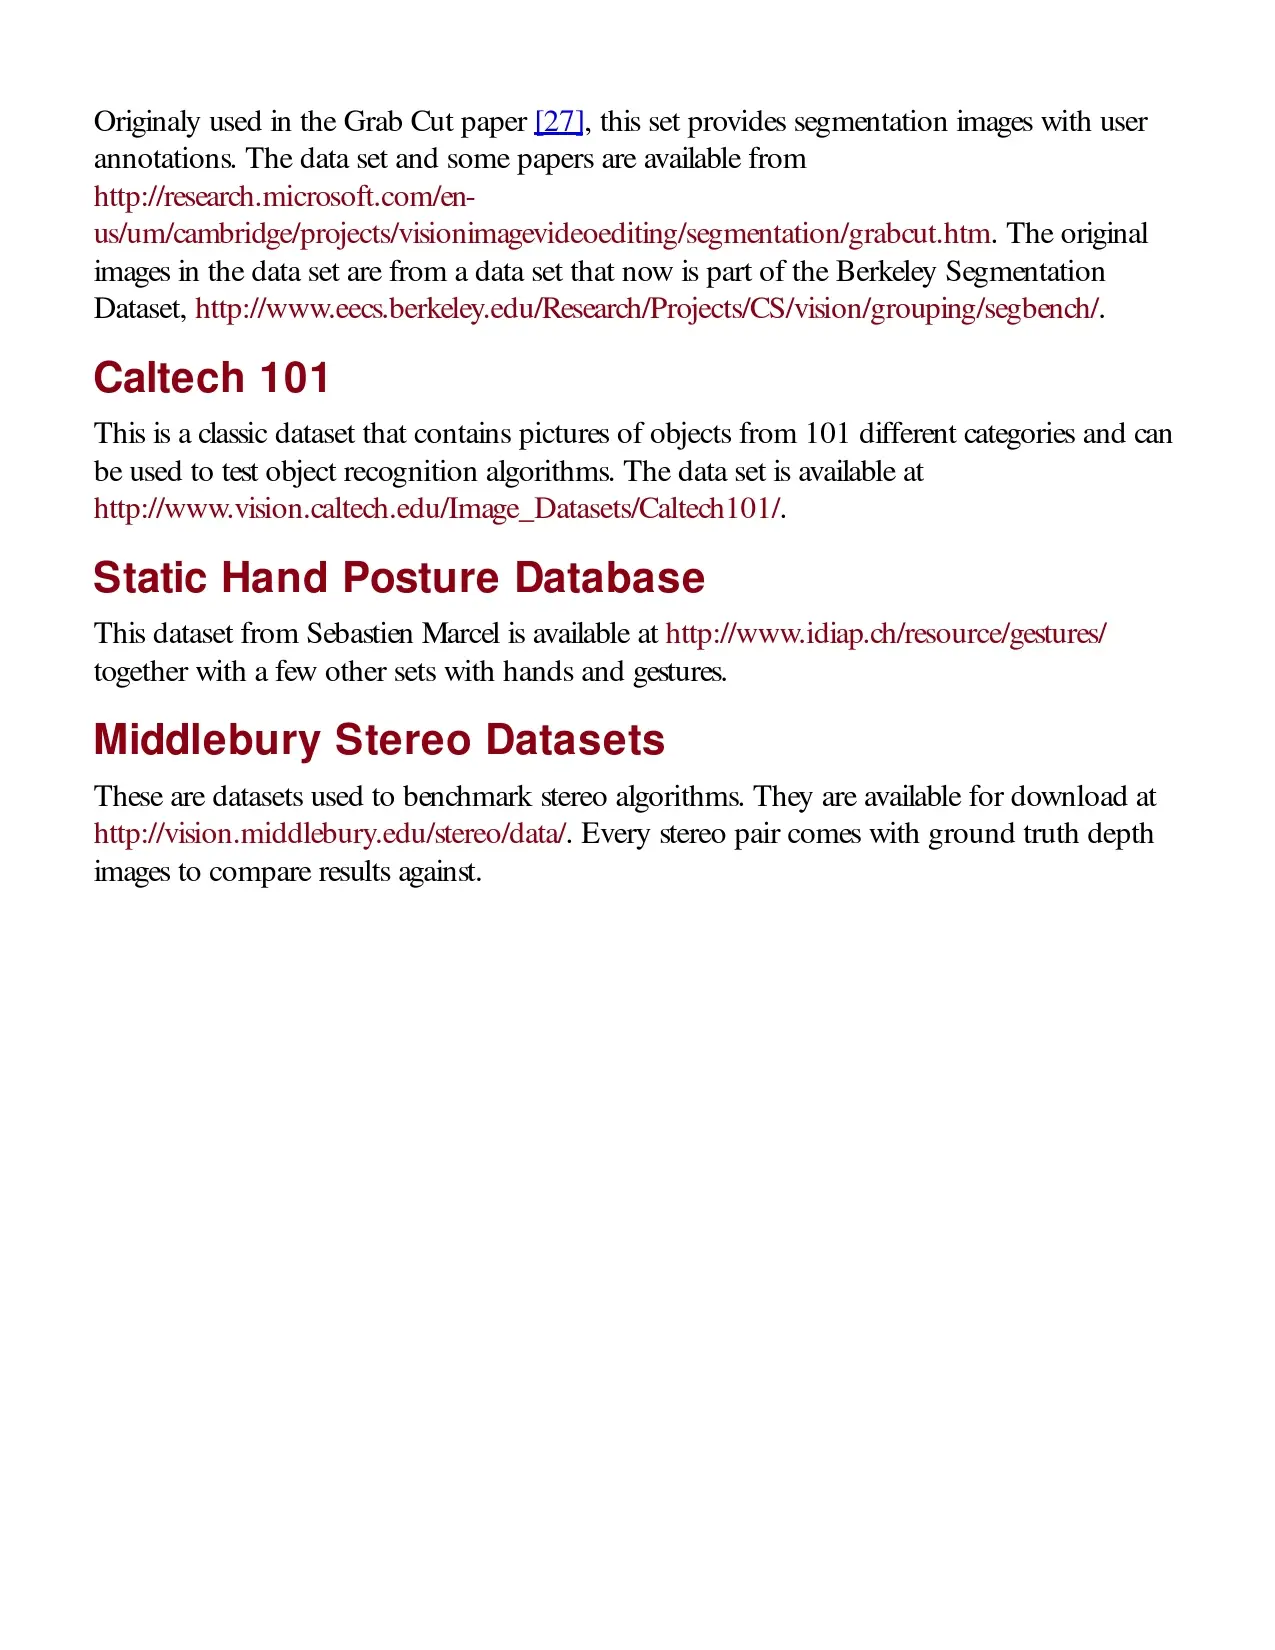 Originaly used in the Grab Cut paper [27], this set provides segmentation images with user
annotations. The data set and some papers are available from
http://research.microsoft.com/en-
us/um/cambridge/projects/visionimagevideoediting/segmentation/grabcut.htm. The original
images in the data set are from a data set that now is part of the Berkeley Segmentation
Dataset, http://www.eecs.berkeley.edu/Research/Projects/CS/vision/grouping/segbench/.
Caltech 101
This is a classic dataset that contains pictures of objects from 101 different categories and can
be used to test object recognition algorithms. The data set is available at
http://www.vision.caltech.edu/Image_Datasets/Caltech101/.
Static Hand Posture Database
This dataset from Sebastien Marcel is available at http://www.idiap.ch/resource/gestures/
together with a few other sets with hands and gestures.
Middlebury Stereo Datasets
These are datasets used to benchmark stereo algorithms. They are available for download at
http://vision.middlebury.edu/stereo/data/. Every stereo pair comes with ground truth depth
images to compare results against.